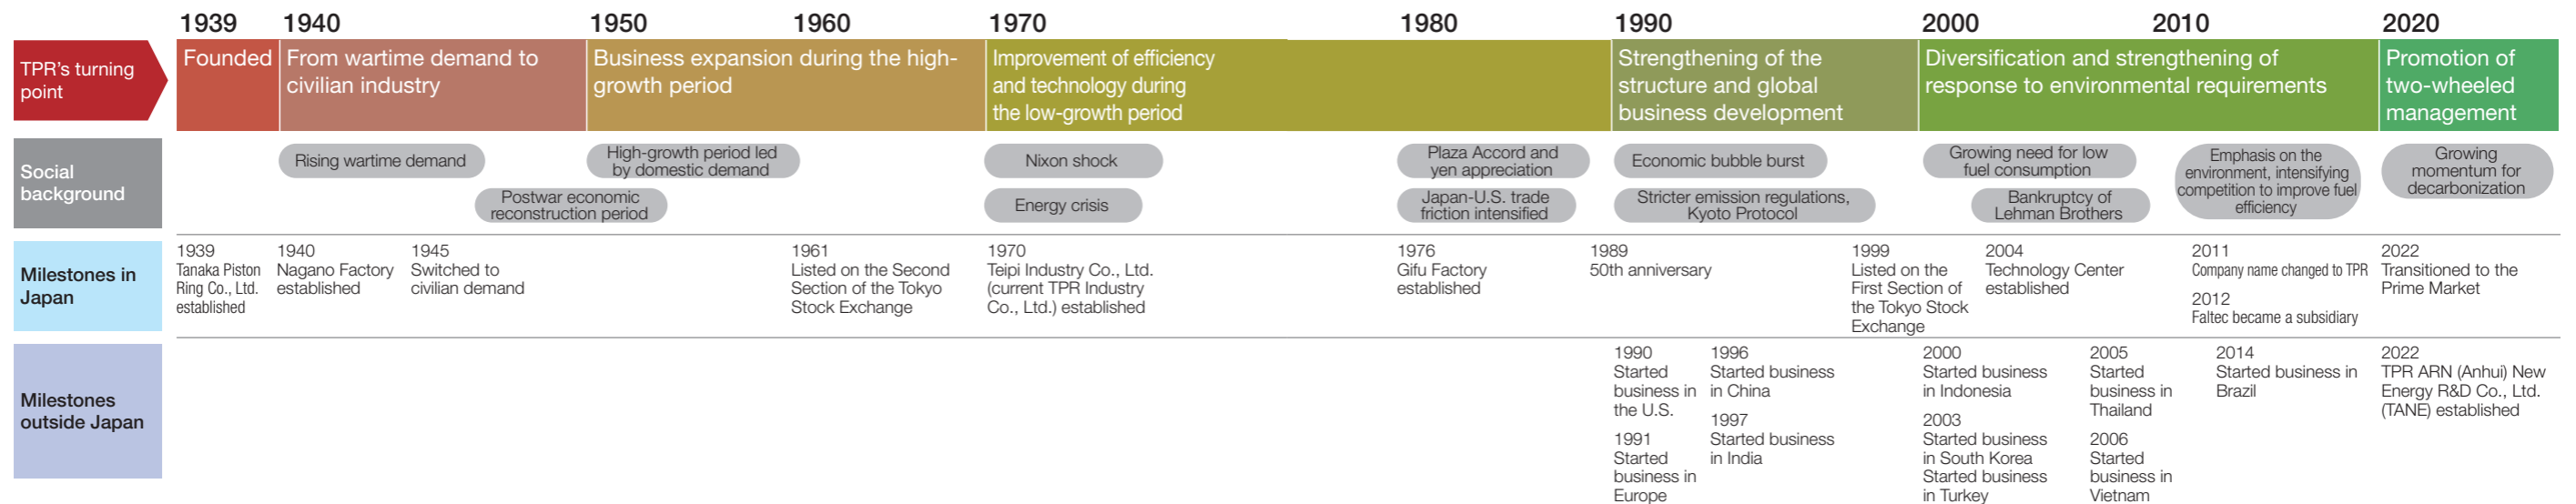 1939
1940
1950
1960
1970
1980
1990
2000
2010
2020
TPR's turning
point
Founded
From wartime demand to
civilian industry
Business expansion during the high-
growth period
Improvement of efficiency
and technology during
the low-growth period
Strengthening of the
structure and global
business development
Diversification and strengthening of
response to environmental requirements
Promotion of
two-wheeled
management
Social
background
Rising wartime demand
Postwar economic
reconstruction period
High-growth period led
by domestic demand
Nixon shock
Energy crisis
Plaza Accord and
yen appreciation
Japan-U.S. trade
friction intensified
Economic bubble burst
Stricter emission regulations,
Kyoto Protocol
Growing need for low
fuel consumption
Bankruptcy of
Lehman Brothers
Emphasis on the
environment, intensifying
competition to improve fuel
efficiency
Growing
momentum for
decarbonization
Milestones in
Japan
1939
Tanaka Piston
Ring Co., Ltd.
established
1940
Nagano Factory
established
1945
Switched to
civilian demand
1961
Listed on the Second
Section of the Tokyo
Stock Exchange
1970
Teipi Industry Co., Ltd.
(current TPR Industry
Co., Ltd.) established
1976
Gifu Factory
established
1989
50th anniversary
1999
Listed on the
First Section of
the Tokyo Stock
Exchange
2004
Technology Center
established
2011
Company name changed to TPR
2012
Faltec became a subsidiary
2022
Transitioned to the
Prime Market
Milestones
outside Japan
1990
Started
business in
the U.S.
1991
Started
business in
Europe
1996
Started business
in China
1997
Started business
in India
2000
Started business
in Indonesia
2003
Started business
in South Korea
Started business
in Turkey
2005
Started
business in
Thailand
2006
Started
business in
Vietnam
2014
Started business in
Brazil
2022
TPR ARN (Anhui) New
Energy R&D Co., Ltd.
(TANE) established